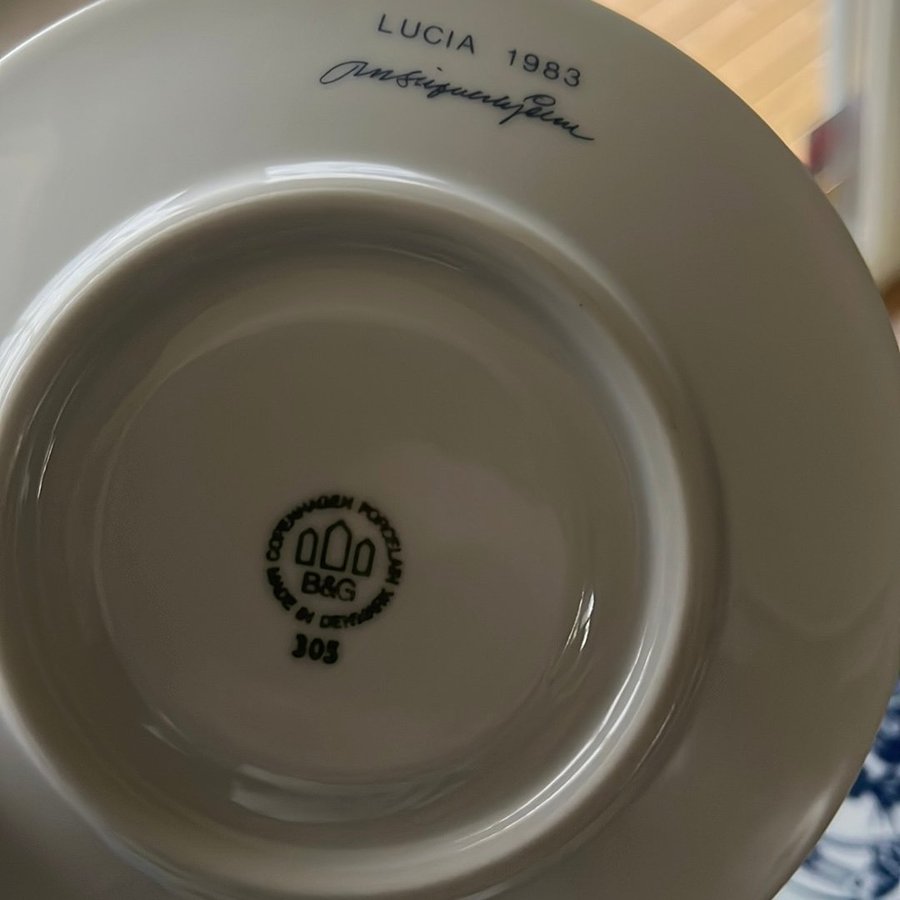 LUCIA 1983
COPENHAGEN PORCELAIN
B&G
MADE IN DENMARK
305